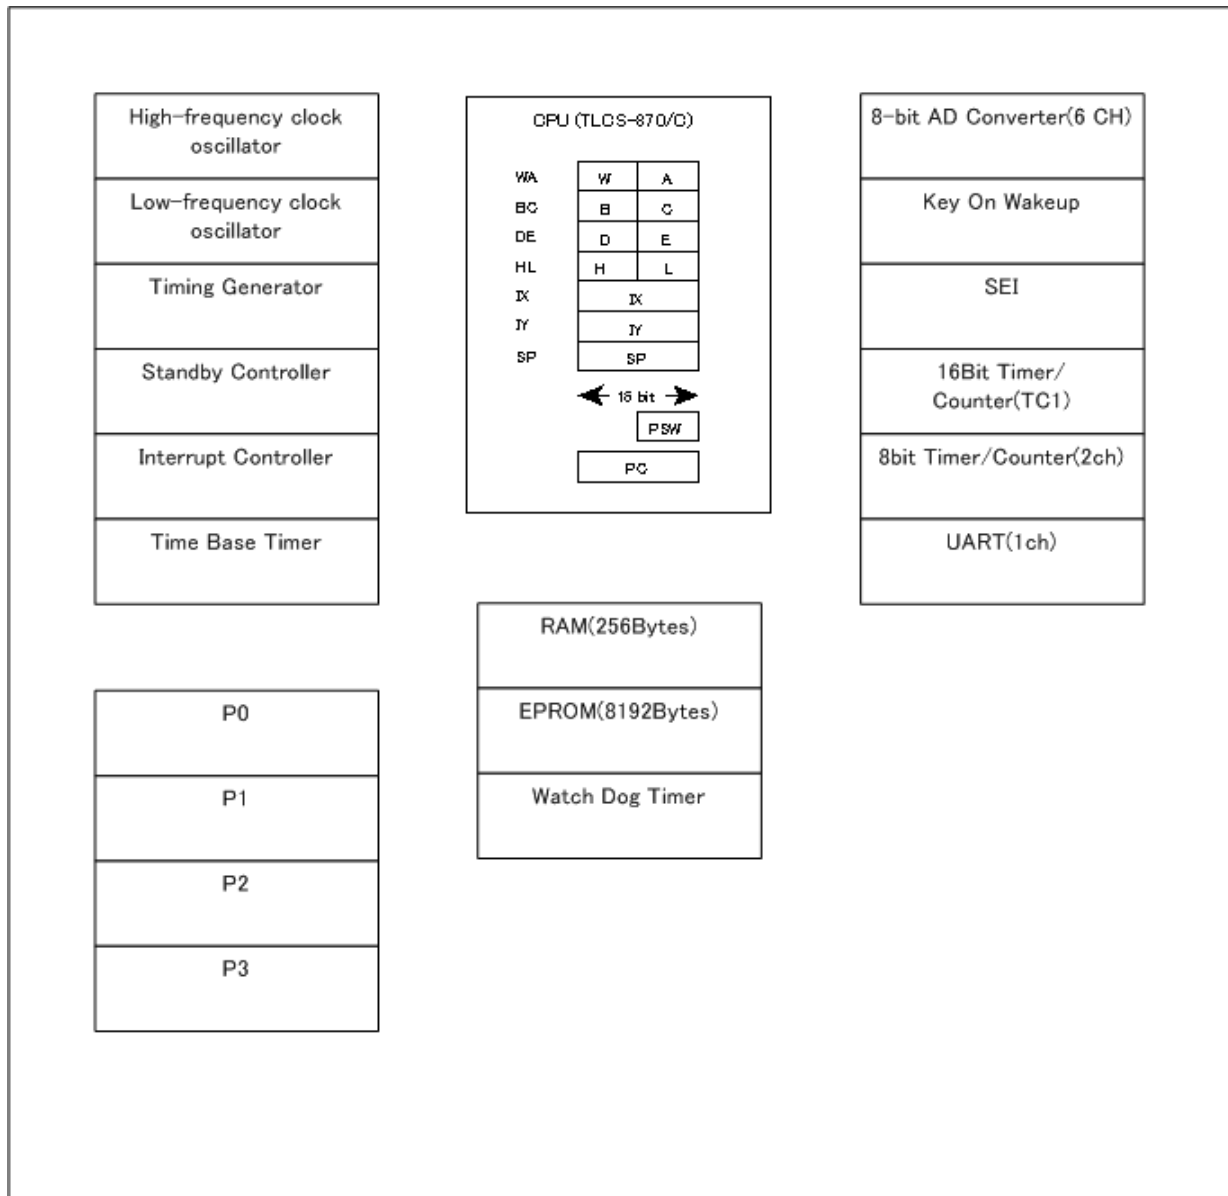 High-frequency clock
oscillator
Low-frequency clock
oscillator
Timing Generator
Standby Controller
Interrupt Controller
Time Base Timer
P0
P1
P2
P3
CPU (TLCS-870/C)
WA W A
BC B C
DE D E
HL H L
IX IX
IY IY
SP SP
16 bit
PSW
PC
RAM(256Bytes)
EPROM(8192Bytes)
Watch Dog Timer
8-bit AD Converter(6 CH)
Key On Wakeup
SEI
16Bit Timer/
Counter(TC1)
8bit Timer/Counter(2ch)
UART(1ch)